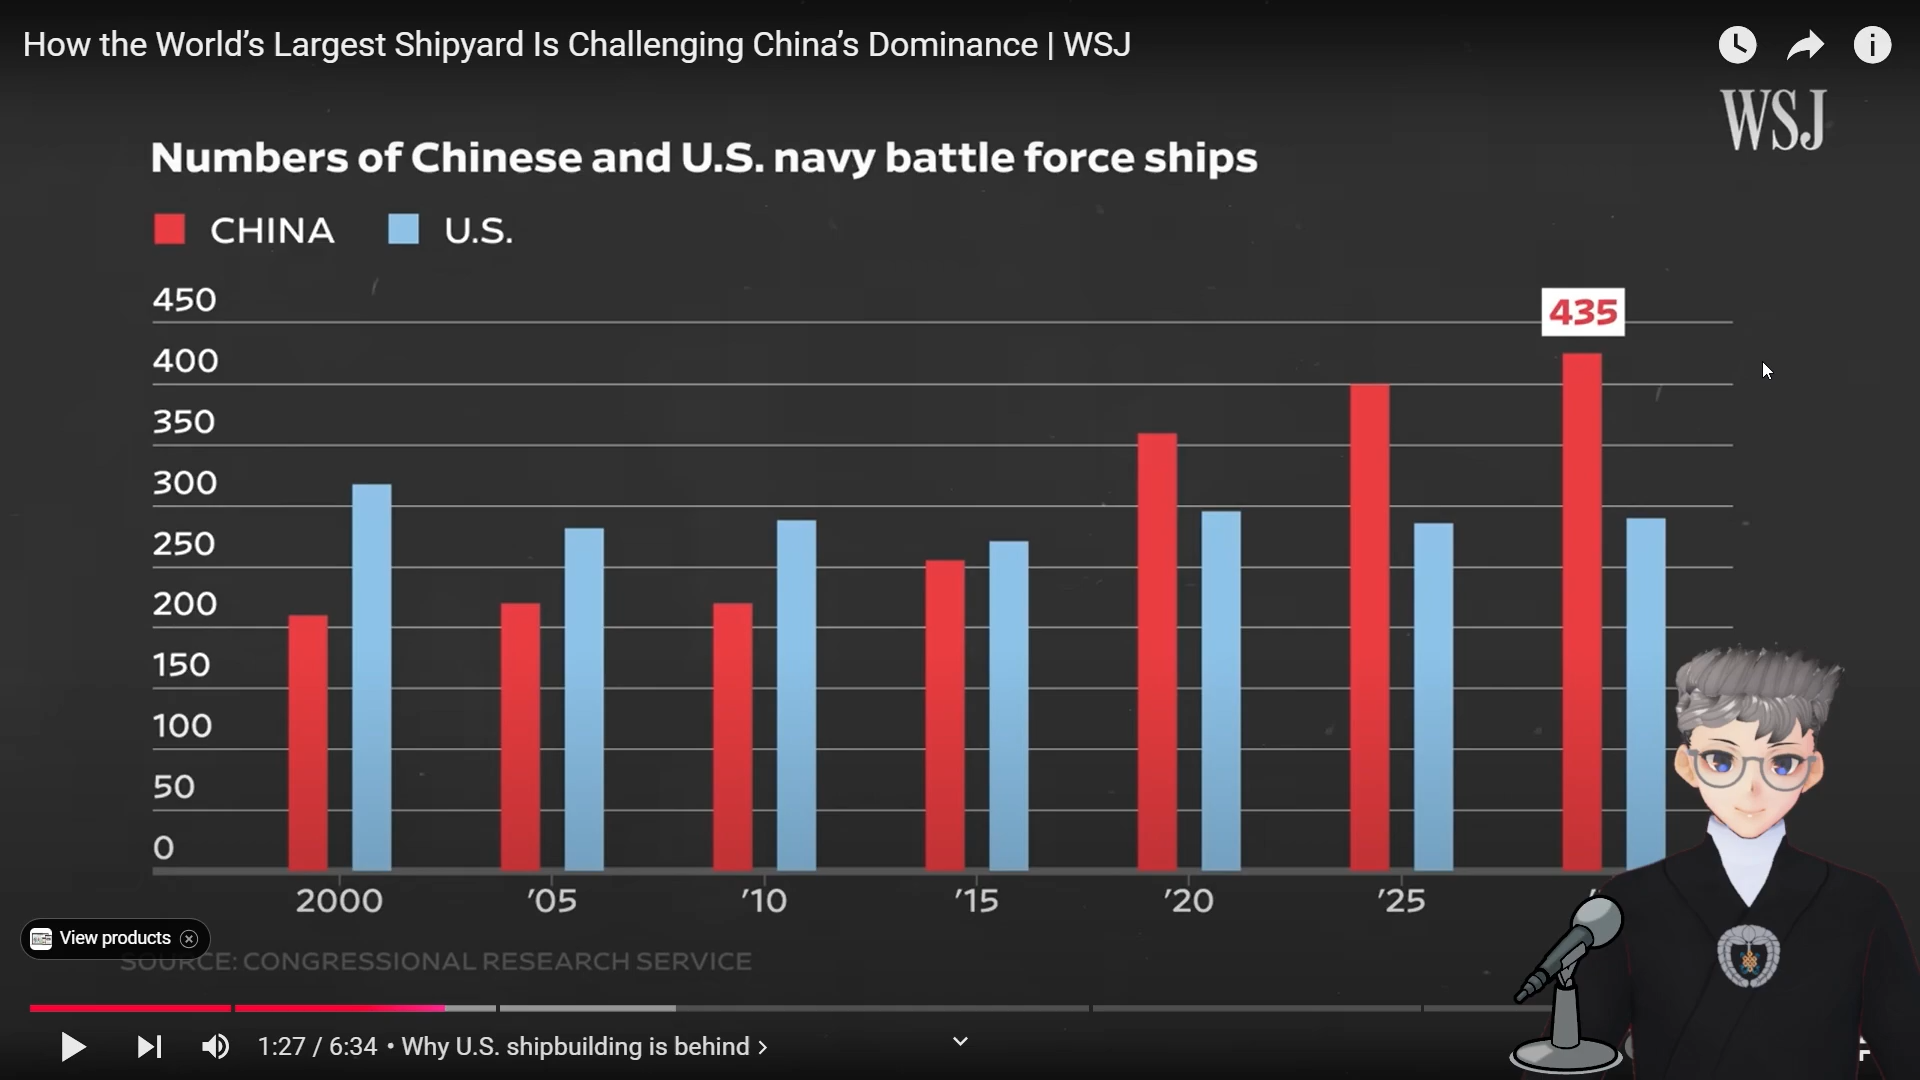 How the World's Largest Shipyard Is Challenging China's Dominance | WSJ
WSJ
Numbers of Chinese and U.S. navy battle force ships
CHINA U.S.
450
435
400
350
300
250
200
150
100
50
0
2000 '05 '10 '15 '20 '25
View products
SOURCE: CONGRESSIONAL RESEARCH SERVICE
1:27 / 6:34 • Why U.S. shipbuilding is behind >